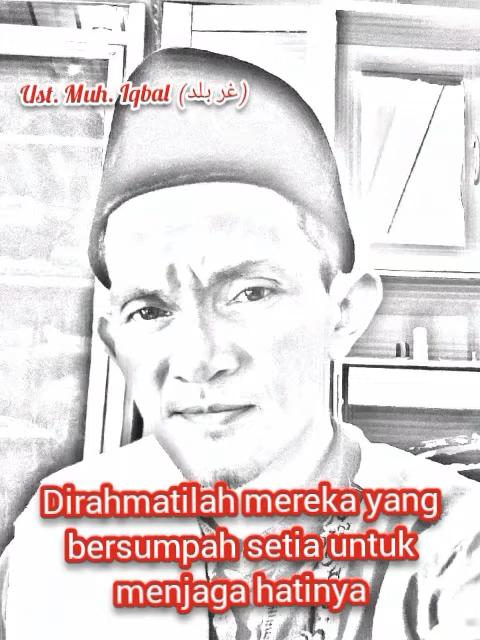 Ust. Muh. Iqbal (غر بلد)
Dirahmatilah mereka yang
bersumpah setia untuk
menjaga hatinya